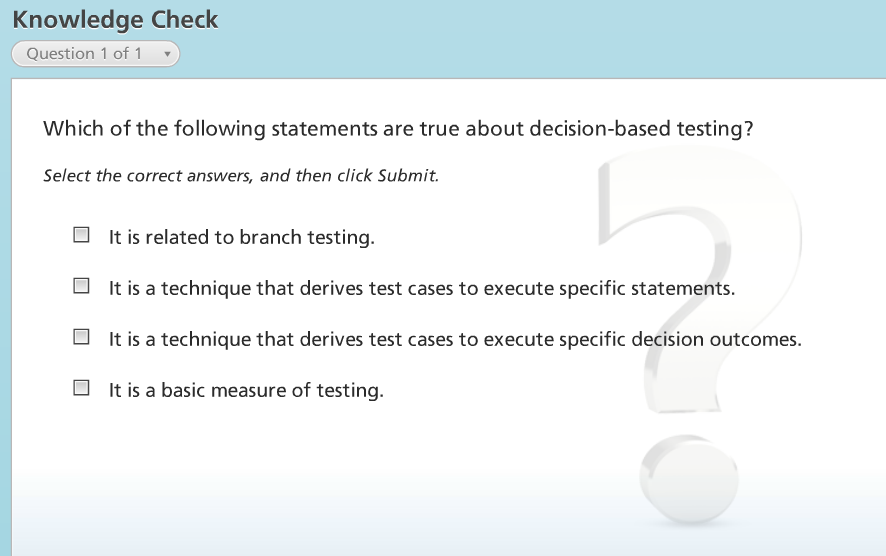 Knowledge Check
Question 1 of 1
Which of the following statements are true about decision-based testing?
Select the correct answers, and then click Submit.
It is related to branch testing.
It is a technique that derives test cases to execute specific statements.
It is a technique that derives test cases to execute specific decision outcomes.
It is a basic measure of testing.